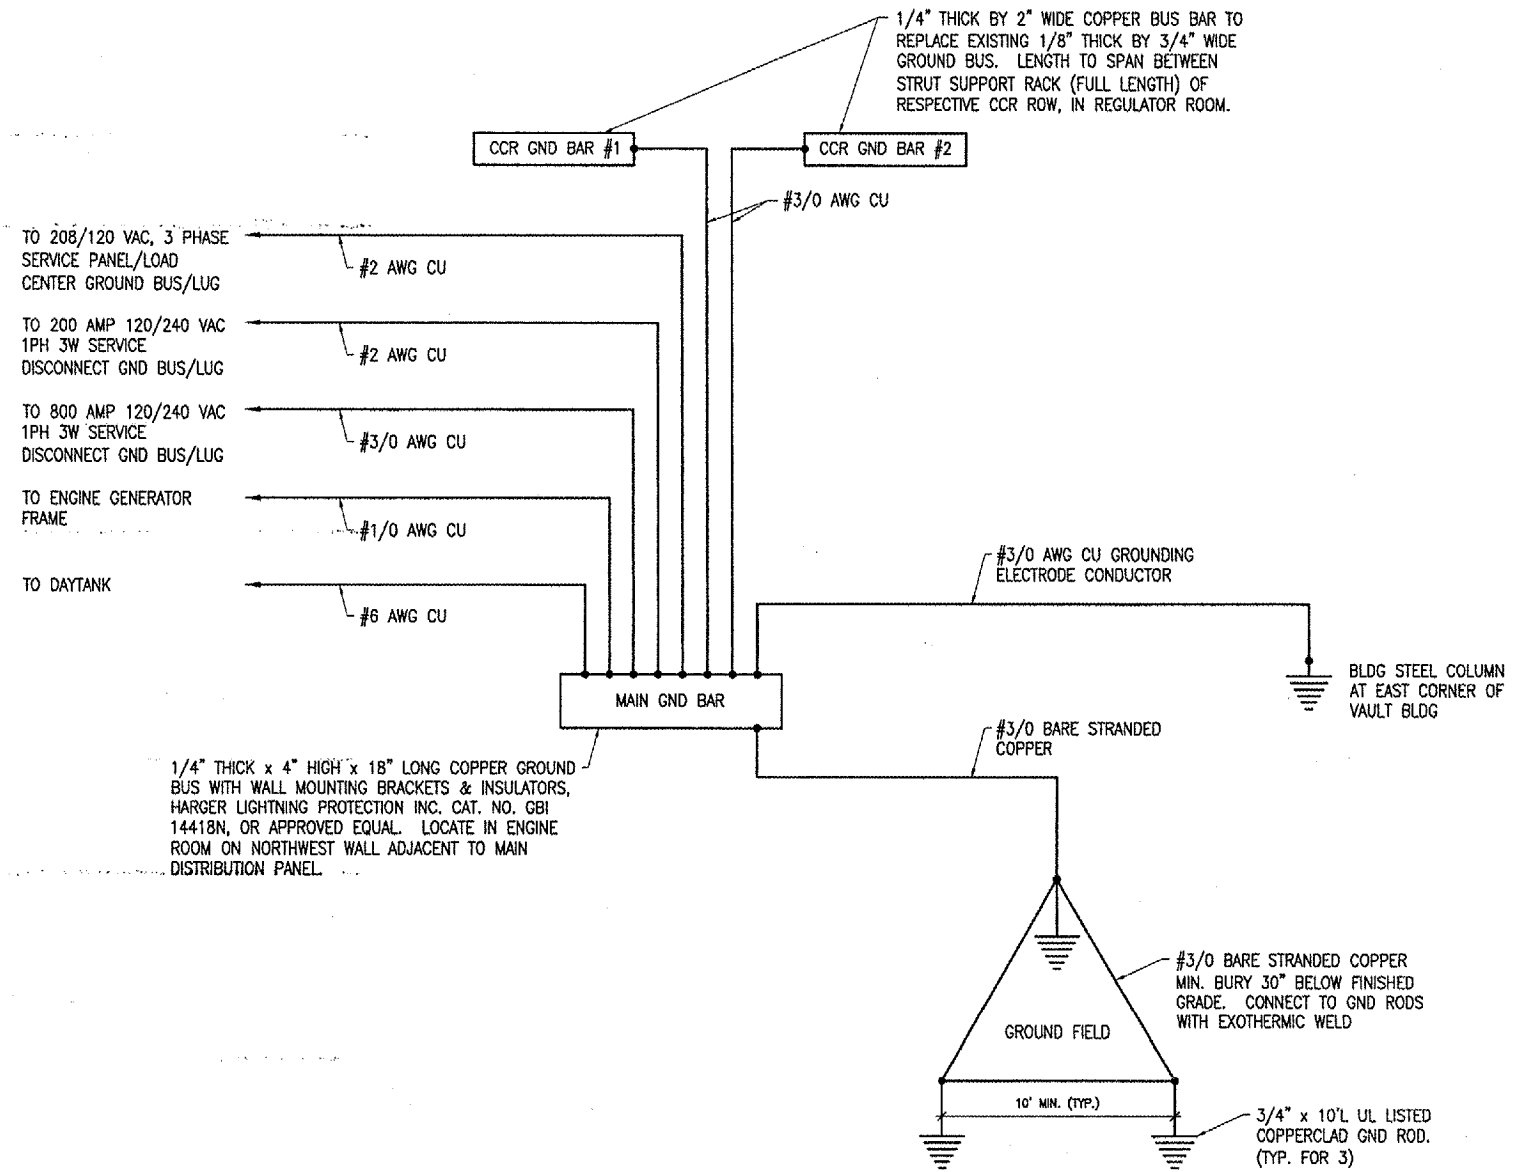 1/4" THICK BY 2" WIDE COPPER BUS BAR TO
REPLACE EXISTING 1/8" THICK BY 3/4" WIDE
GROUND BUS. LENGTH TO SPAN BETWEEN
STRUT SUPPORT RACK (FULL LENGTH) OF
RESPECTIVE CCR ROW, IN REGULATOR ROOM.
CCR GND BAR #1
CCR GND BAR #2
#3/0 AWG CU
TO 208/120 VAC, 3 PHASE
SERVICE PANEL/LOAD
CENTER GROUND BUS/LUG
#2 AWG CU
TO 200 AMP 120/240 VAC
1PH 3W SERVICE
DISCONNECT GND BUS/LUG
#2 AWG CU
TO 800 AMP 120/240 VAC
1PH 3W SERVICE
DISCONNECT GND BUS/LUG
#3/0 AWG CU
TO ENGINE GENERATOR
FRAME
#1/0 AWG CU
TO DAYTANK
#6 AWG CU
#3/0 AWG CU GROUNDING
ELECTRODE CONDUCTOR
BLDG STEEL COLUMN
AT EAST CORNER OF
VAULT BLDG
MAIN GND BAR
#3/0 BARE STRANDED
COPPER
1/4" THICK x 4" HIGH x 18" LONG COPPER GROUND
BUS WITH WALL MOUNTING BRACKETS & INSULATORS,
HARGER LIGHTNING PROTECTION INC. CAT. NO. GBI
14418N, OR APPROVED EQUAL. LOCATE IN ENGINE
ROOM ON NORTHWEST WALL ADJACENT TO MAIN
DISTRIBUTION PANEL.
#3/0 BARE STRANDED COPPER
MIN. BURY 30" BELOW FINISHED
GRADE. CONNECT TO GND RODS
WITH EXOTHERMIC WELD
GROUND FIELD
10' MIN. (TYP.)
3/4" x 10'L UL LISTED
COPPERCLAD GND ROD.
(TYP. FOR 3)